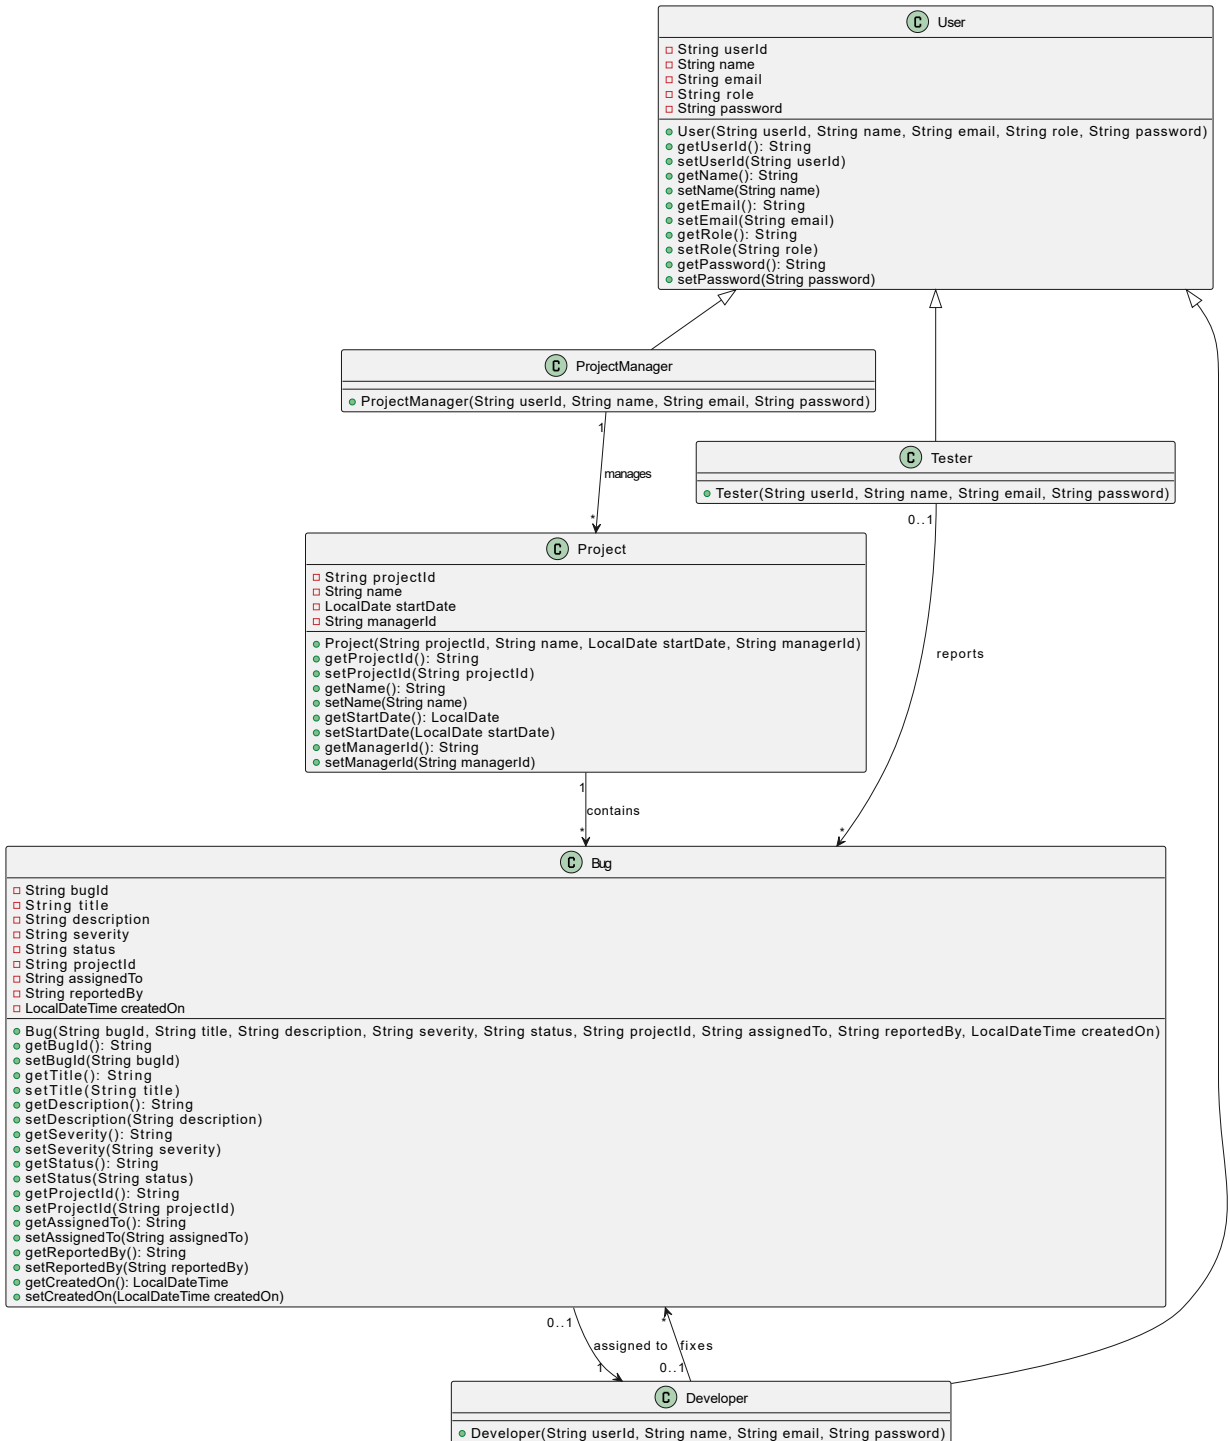 C User
String userId
String name
String email
String role
String password
User(String userId, String name, String email, String role, String password)
getUserId(): String
setUserId(String userId)
getName(): String
setName(String name)
getEmail(): String
setEmail(String email)
getRole(): String
setRole(String role)
getPassword(): String
setPassword(String password)
C ProjectManager
ProjectManager(String userId, String name, String email, String password)
1
manages
*
C Tester
Tester(String userId, String name, String email, String password)
0..1
reports
*
C Project
String projectId
String name
LocalDate startDate
String managerId
Project(String projectId, String name, LocalDate startDate, String managerId)
getProjectId(): String
setProjectId(String projectId)
getName(): String
setName(String name)
getStartDate(): LocalDate
setStartDate(LocalDate startDate)
getManagerId(): String
setManagerId(String managerId)
1
contains
*
C Bug
String bugId
String title
String description
String severity
String status
String projectId
String assignedTo
String reportedBy
LocalDateTime createdOn
Bug(String bugId, String title, String description, String severity, String status, String projectId, String assignedTo, String reportedBy, LocalDateTime createdOn)
getBugId(): String
setBugId(String bugId)
getTitle(): String
setTitle(String title)
getDescription(): String
setDescription(String description)
getSeverity(): String
setSeverity(String severity)
getStatus(): String
setStatus(String status)
getProjectId(): String
setProjectId(String projectId)
getAssignedTo(): String
setAssignedTo(String assignedTo)
getReportedBy(): String
setReportedBy(String reportedBy)
getCreatedOn(): LocalDateTime
setCreatedOn(LocalDateTime createdOn)
0..1
*
assigned to
fixes
1
0..1
C Developer
Developer(String userId, String name, String email, String password)